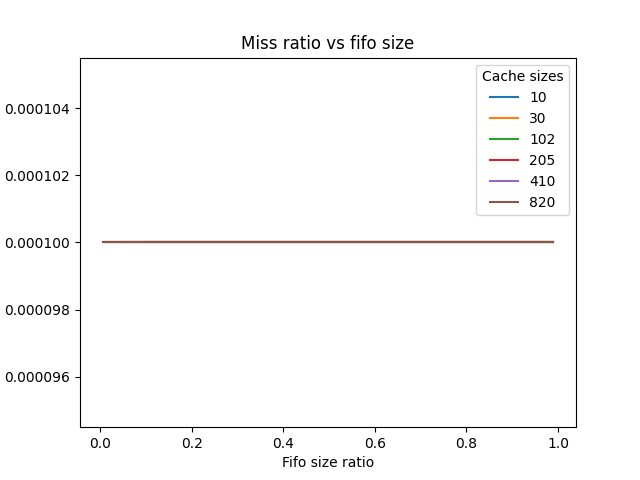 Miss ratio vs fifo size
Cache sizes
10
30
102
205
410
820
0.000104
0.000102
0.000100
0.000098
0.000096
0.0 0.2 0.4 0.6 0.8 1.0
Fifo size ratio